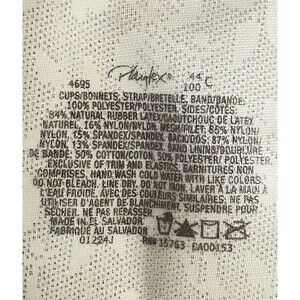 Playtex®
4695
44
100 C
CUPS/BONNETS, STRAP/BRETELLE, BAND/BANDE:
100% POLYESTER/POLYESTER, SIDES/CÔTÉS:
84% NATURAL RUBBER LATEX/CAOUTCHOUC DE LATEX
NATUREL, 16% NYLON/NYLON, MESH/FILET: 85% NYLON/
NYLON, 15% SPANDEX/SPANDEX, BACK/DOS: 87% NYLON/
NYLON, 13% SPANDEX/SPANDEX, BAND LINING/DOUBLURE
DE BANDE: 50% COTTON/COTON, 50% POLYESTER/POLYESTER
EXCLUSIVE OF TRIM AND ELASTICS, GARNITURES NON
COMPRISES, HAND WASH COLD WATER WITH LIKE COLORS.
DO NOT BLEACH. LINE DRY. DO NOT IRON. LAVER À LA MAIN À
L'EAU FROIDE, AVEC DES COULEURS SIMILAIRES, NE PAS
UTILISER D'AGENT DE BLANCHIMENT, SUSPENDRE POUR
SÉCHER. NE PAS REPASSER.
MADE IN EL SALVADOR
FABRIQUÉ AU SALVADOR
01224J
RN# 15763 CA00153